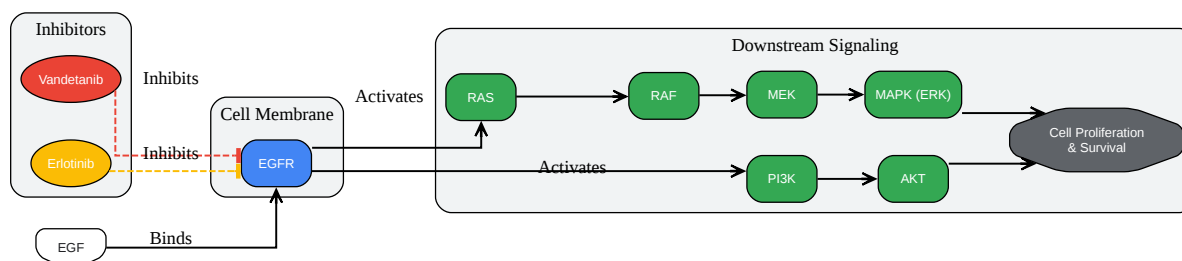 Inhibitors
Vandetanib
Inhibits
Erlotinib
Inhibits
EGF
Binds
Cell Membrane
EGFR
Activates
Activates
Downstream Signaling
RAS
RAF
MEK
MAPK (ERK)
PI3K
AKT
Cell Proliferation
& Survival